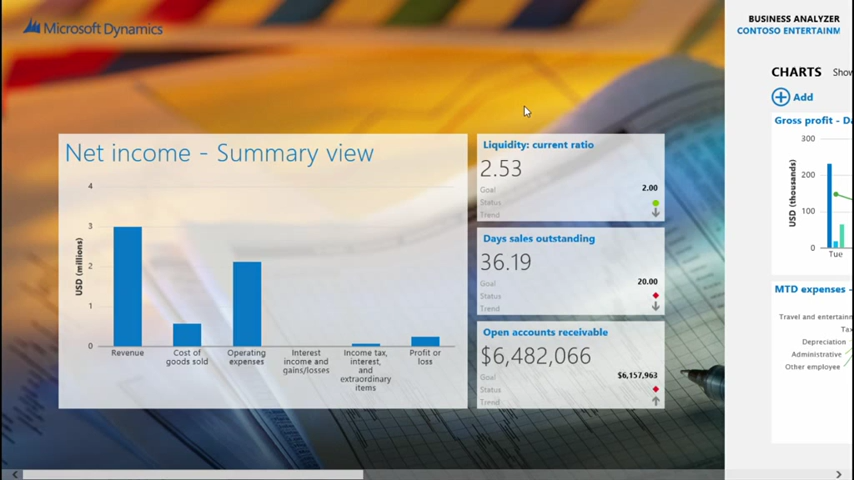 Microsoft Dynamics
BUSINESS ANALYZER
CONTOSO ENTERTAINM
Net income - Summary view
USD (millions)
4
3
2
1
0
Revenue
Cost of
goods sold
Operating
expenses
Interest
income and
gains/losses
Income tax,
interest,
and
extraordinary
items
Profit or
loss
Liquidity: current ratio
2.53
Goal 2.00
Status
Trend
Days sales outstanding
36.19
Goal 20.00
Status
Trend
Open accounts receivable
$6,482,066
Goal $6,157,963
Status
Trend
CHARTS Show
Add
Gross profit - Da
USD (thousands)
300
200
100
0
Tue
MTD expenses -
Travel and entertainm
Tax
Depreciation
Administrative
Other employee